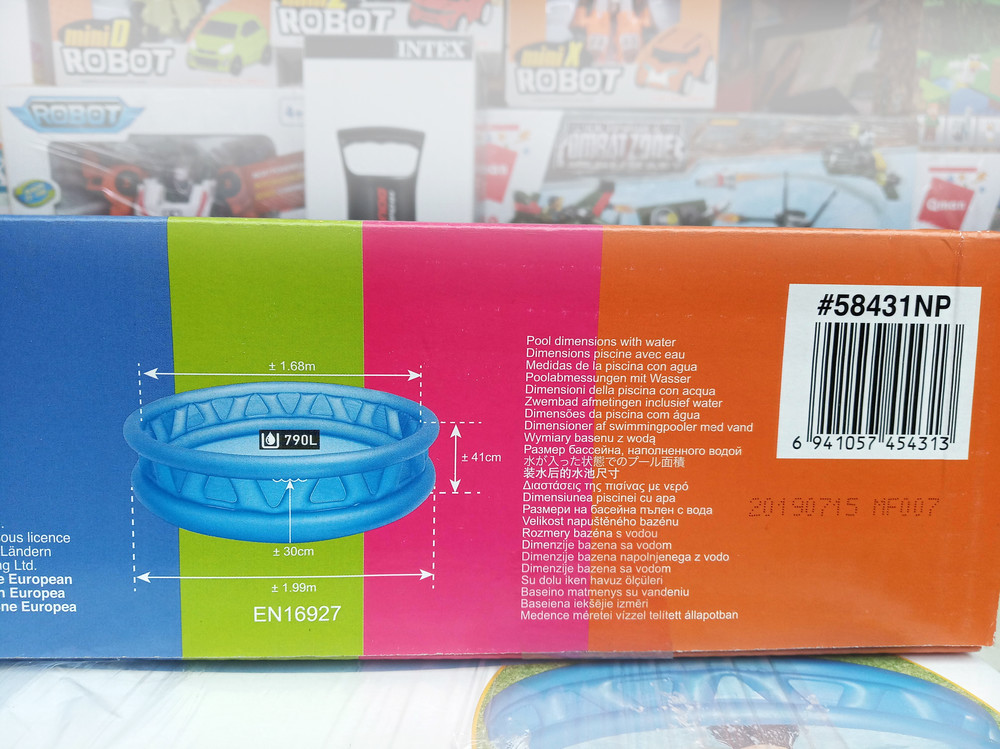 mini D
ROBOT
mini
ROBOT
INTEX
mini X
ROBOT
ROBOT
COMBAT ZONES
Qman
#58431NP
6 941057 454313
20190715 MF007
± 1.68m
790L
± 41cm
± 30cm
± 1.99m
EN16927
Pool dimensions with water
Dimensions piscine avec eau
Medidas de la piscina con agua
Poolabmessungen mit Wasser
Dimensioni della piscina con acqua
Zwembad afmetingen inclusief water
Dimensões da piscina com água
Dimensioner af swimmingpooler med vand
Wymiary basenu z wodą
Размер бассейна, наполненного водой
水が入った状態でのプール面積
装水后的水池尺寸
Διαστάσεις της πισίνας με νερό
Dimensiunea piscinei cu apa
Размери на басейна пълен с вода
Velikost napuštěného bazénu
Rozmery bazéna s vodou
Dimenzije bazena sa vodom
Dimenzije bazena napolnjenega z vodo
Dimenzije bazena sa vodom
Su dolu iken havuz ölçüleri
Baseino matmenys su vandeniu
Baseina iekšējie izmēri
Medence méretei vízzel telített állapotban
ous licence
Ländern
g Ltd.
e European
n Europea
ne Europea